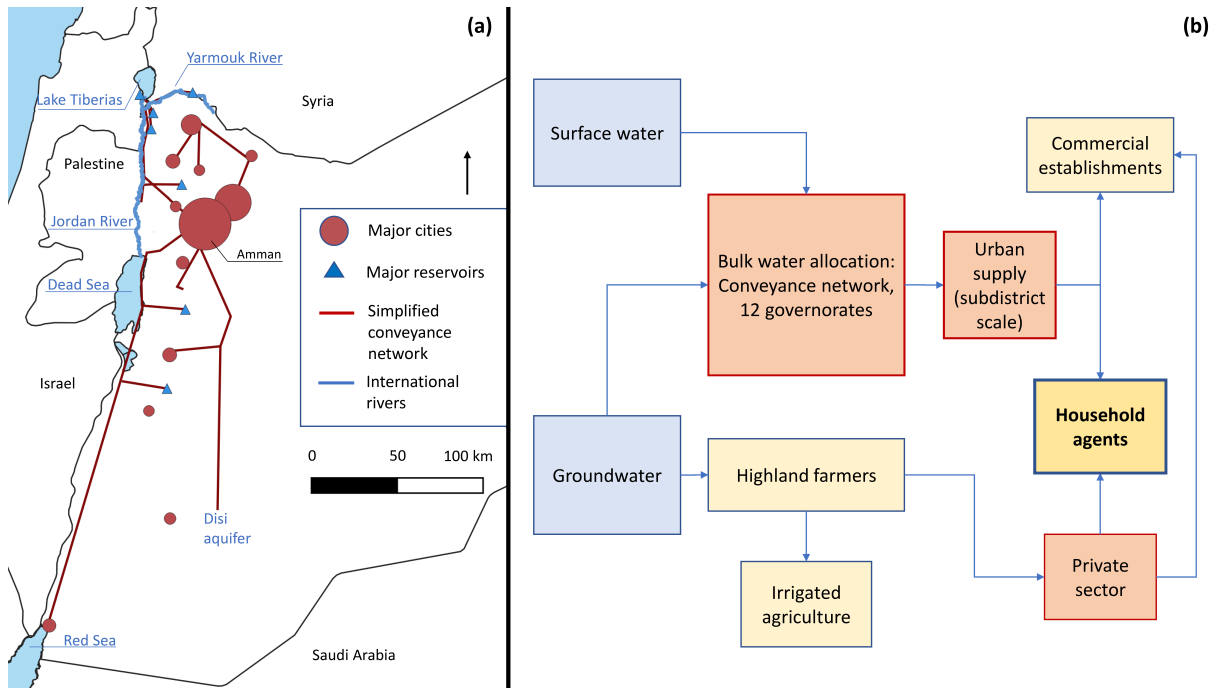 (a)
Yarmouk River
Lake Tiberias
Syria
Palestine
Jordan River
Amman
Dead Sea
Israel
Major cities
Major reservoirs
Simplified
conveyance
network
International
rivers
0 50 100 km
Disi
aquifer
Red Sea
Saudi Arabia
(b)
Surface water
Commercial
establishments
Bulk water allocation:
Conveyance network,
12 governorates
Urban
supply
(subdistrict
scale)
Household
agents
Groundwater
Highland farmers
Irrigated
agriculture
Private
sector